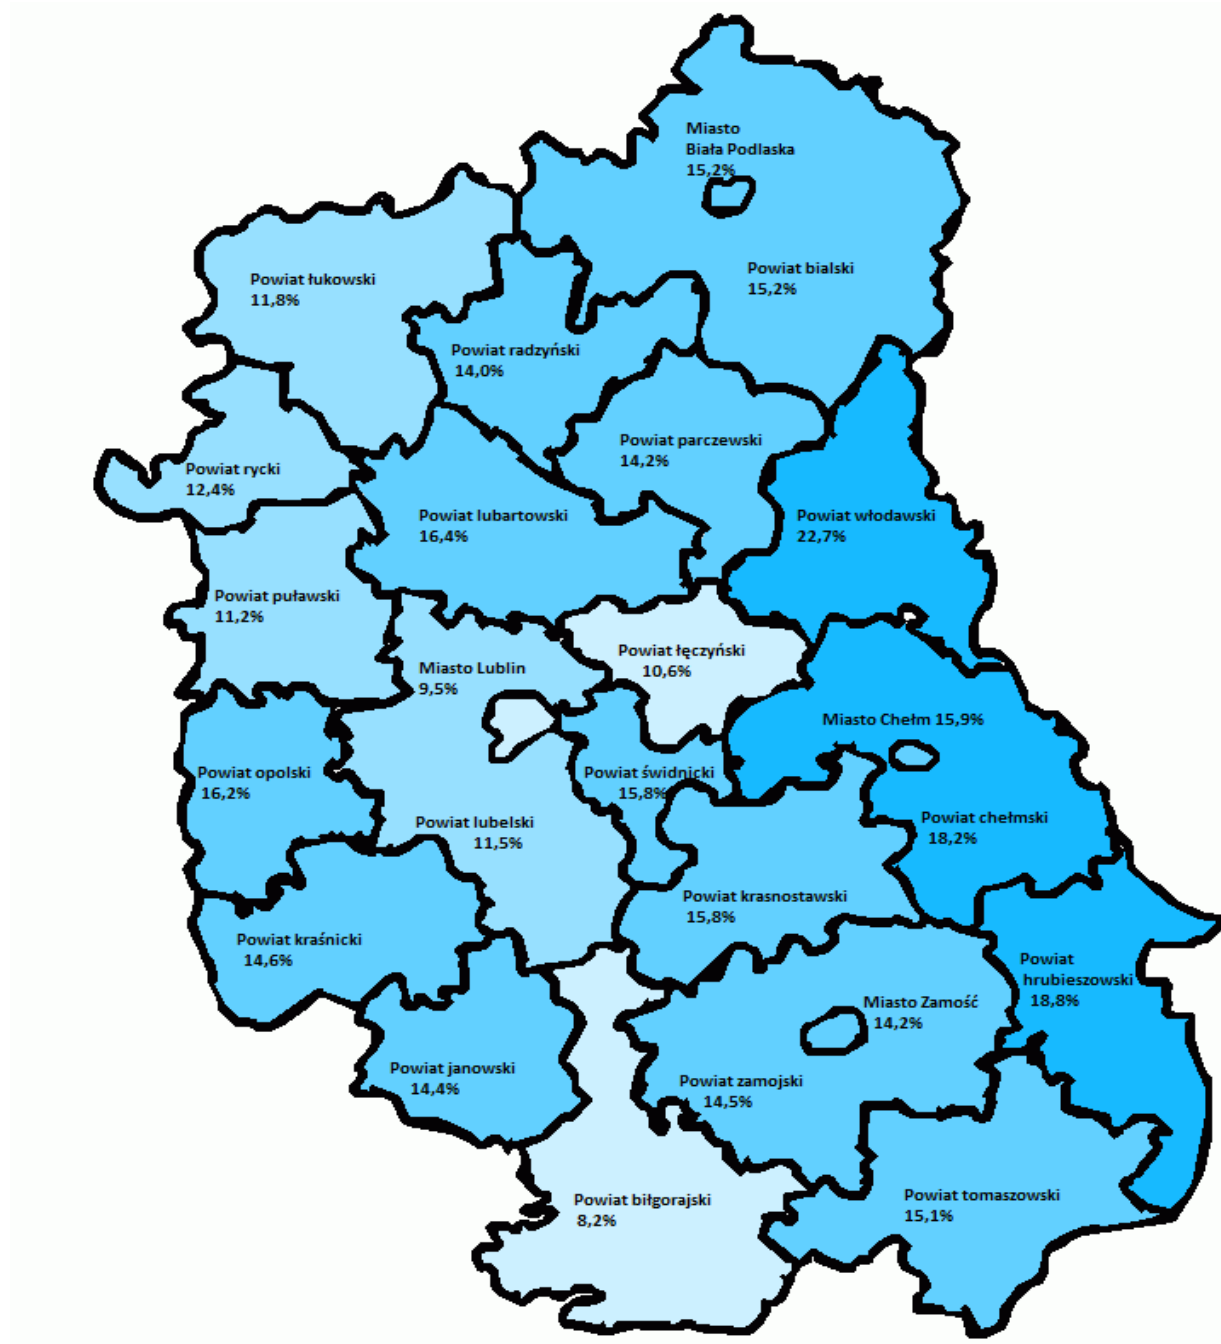 Miasto
Biała Podlaska
15,2%
Powiat bialski
15,2%
Powiat łukowski
11,8%
Powiat radzyński
14,0%
Powiat parczewski
14,2%
Powiat rycki
12,4%
Powiat lubartowski
16,4%
Powiat włodawski
22,7%
Powiat puławski
11,2%
Powiat łęczyński
10,6%
Miasto Lublin
9,5%
Miasto Chełm 15,9%
Powiat opolski
16,2%
Powiat świdnicki
15,8%
Powiat lubelski
11,5%
Powiat chełmski
18,2%
Powiat krasnostawski
15,8%
Powiat kraśnicki
14,6%
Powiat
hrubieszowski
18,8%
Miasto Zamość
14,2%
Powiat janowski
14,4%
Powiat zamojski
14,5%
Powiat biłgorajski
8,2%
Powiat tomaszowski
15,1%